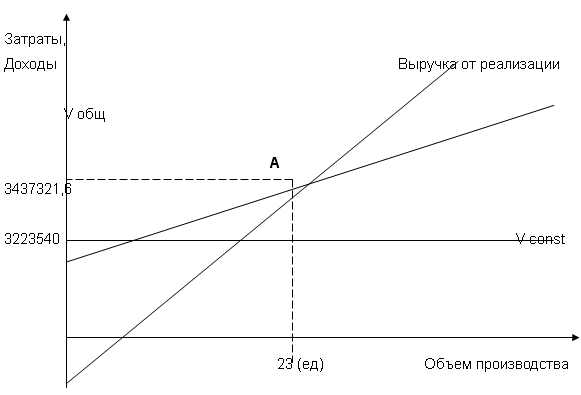 Затраты,
Доходы
Выручка от реализации
V общ
А
3437321,6
3223540
V const
23 (ед)
Объем производства